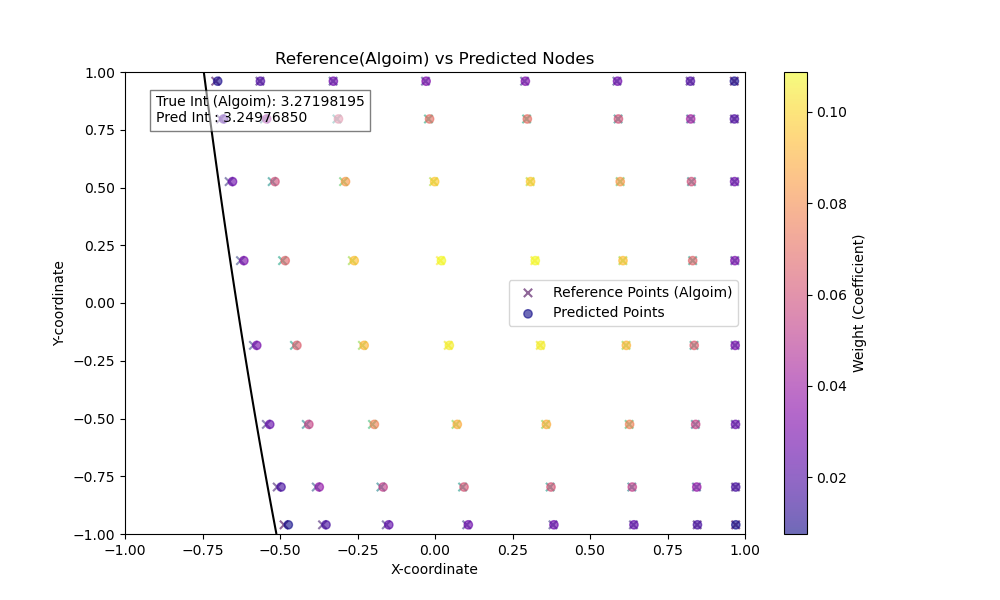 Reference(Algoim) vs Predicted Nodes
True Int (Algoim): 3.27198195
Pred Int : 3.24976850
1.00
0.75
0.50
0.25
0.00
−0.25
−0.50
−0.75
−1.00
Y-coordinate
Reference Points (Algoim)
Predicted Points
−1.00 −0.75 −0.50 −0.25 0.00 0.25 0.50 0.75 1.00
X-coordinate
0.10
0.08
0.06
0.04
0.02
Weight (Coefficient)